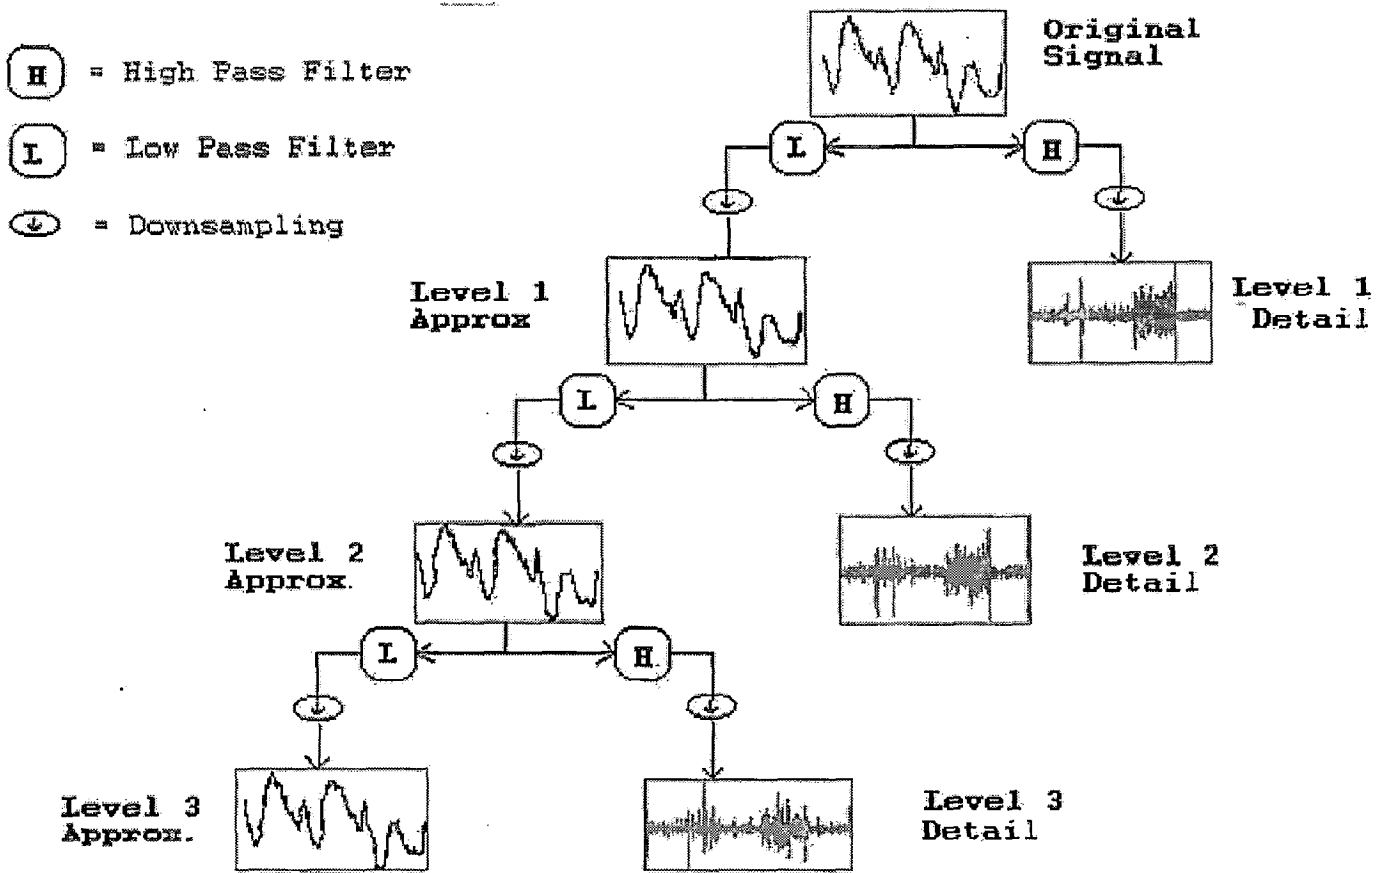 Original
Signal
H = High Pass Filter
L = Low Pass Filter
= Downsampling
L
H
Level 1
Approx
Level 1
Detail
L
H
Level 2
Approx.
Level 2
Detail
L
H
Level 3
Approx.
Level 3
Detail